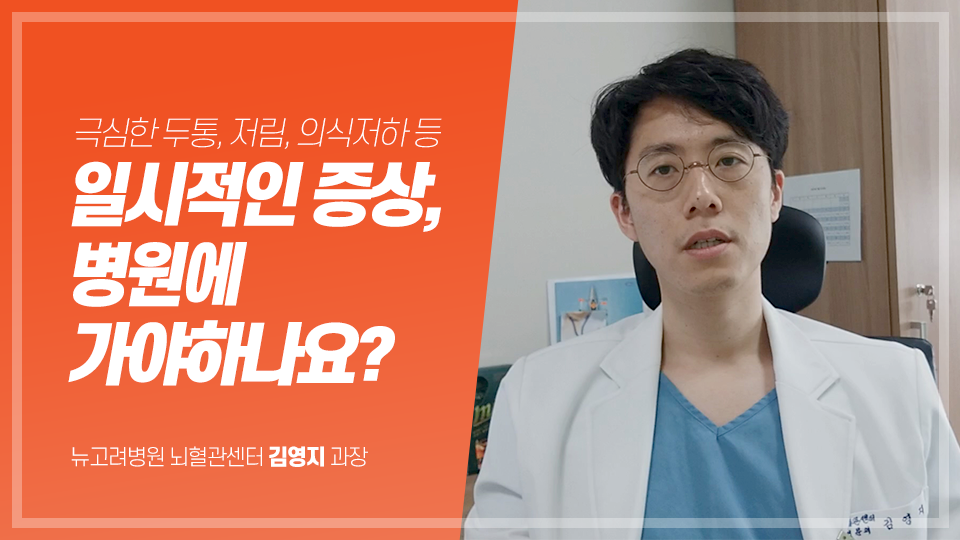 극심한 두통, 저림, 의식저하 등
일시적인 증상,
병원에
가야하나요?
뉴고려병원 뇌혈관센터 김영지 과장